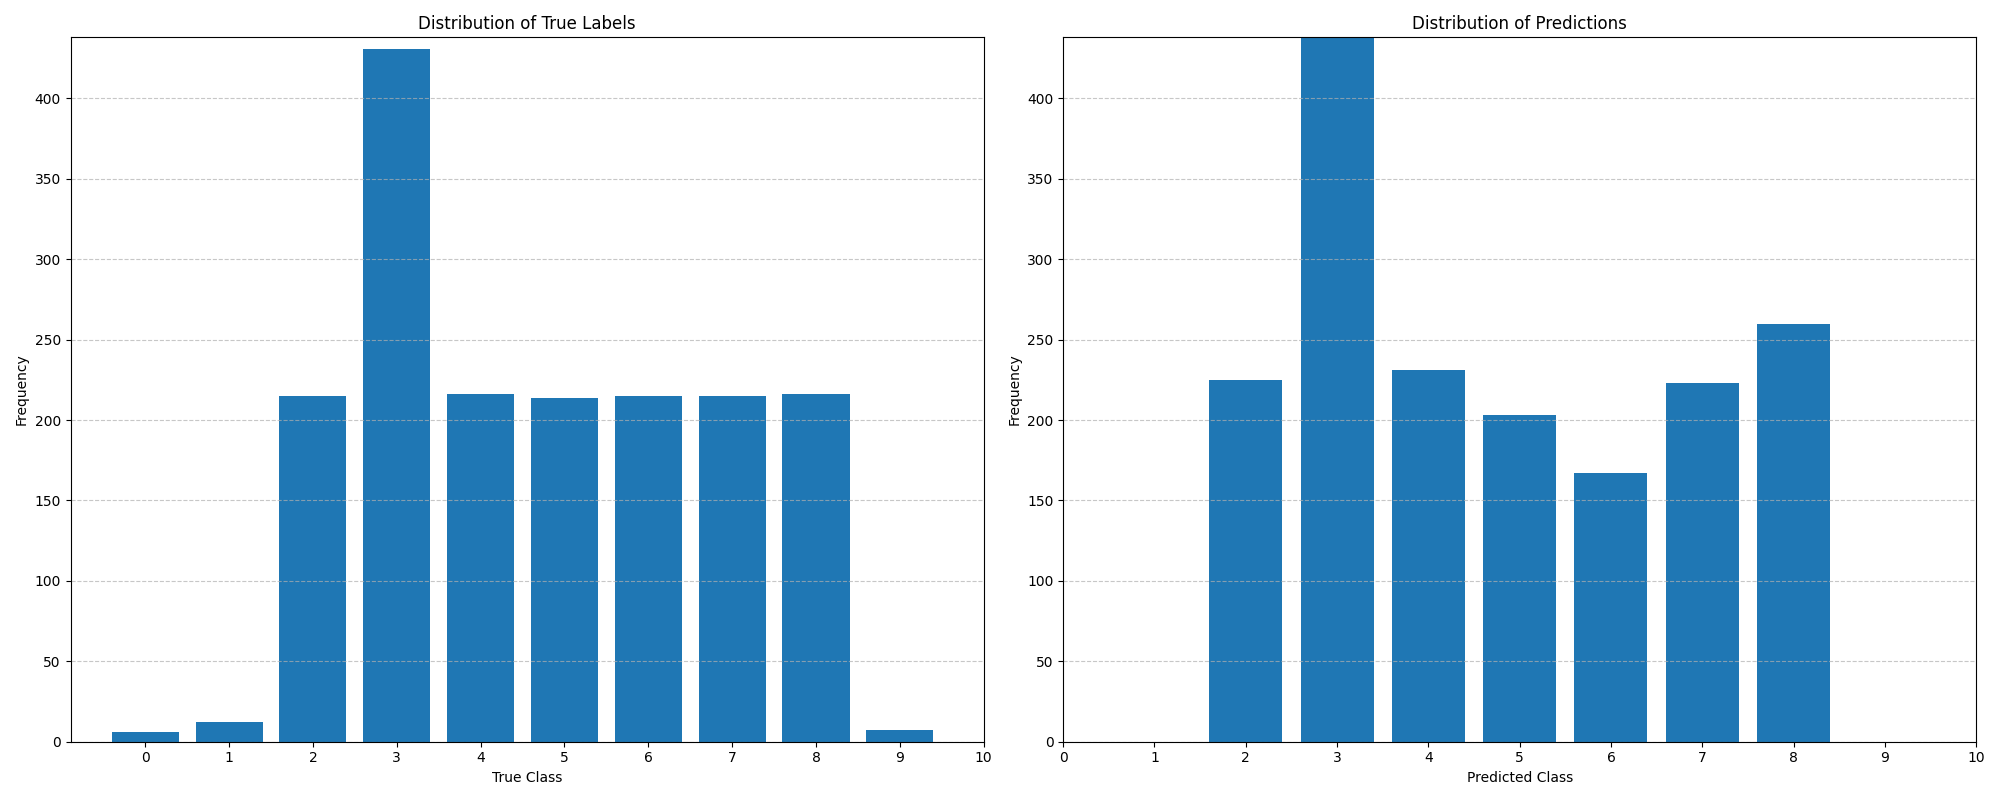 Distribution of True Labels
Frequency
400
350
300
250
200
150
100
50
0
0 1 2 3 4 5 6 7 8 9 10
True Class
Distribution of Predictions
Frequency
400
350
300
250
200
150
100
50
0
0 1 2 3 4 5 6 7 8 9 10
Predicted Class